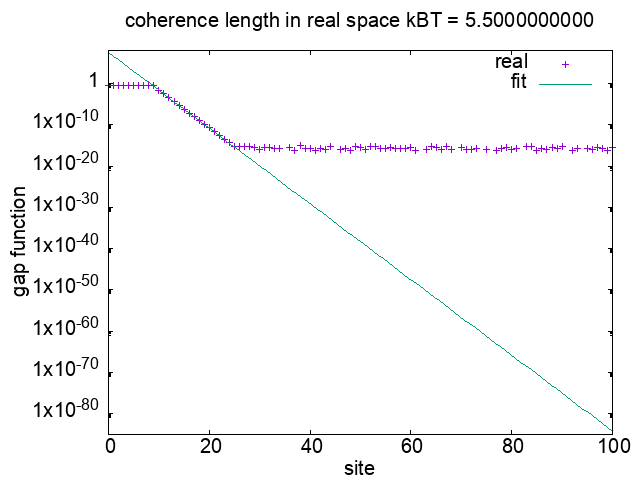 coherence length in real space kBT = 5.5000000000
real
fit
1
1x10^-10
1x10^-20
1x10^-30
1x10^-40
1x10^-50
1x10^-60
1x10^-70
1x10^-80
gap function
0 20 40 60 80 100
site